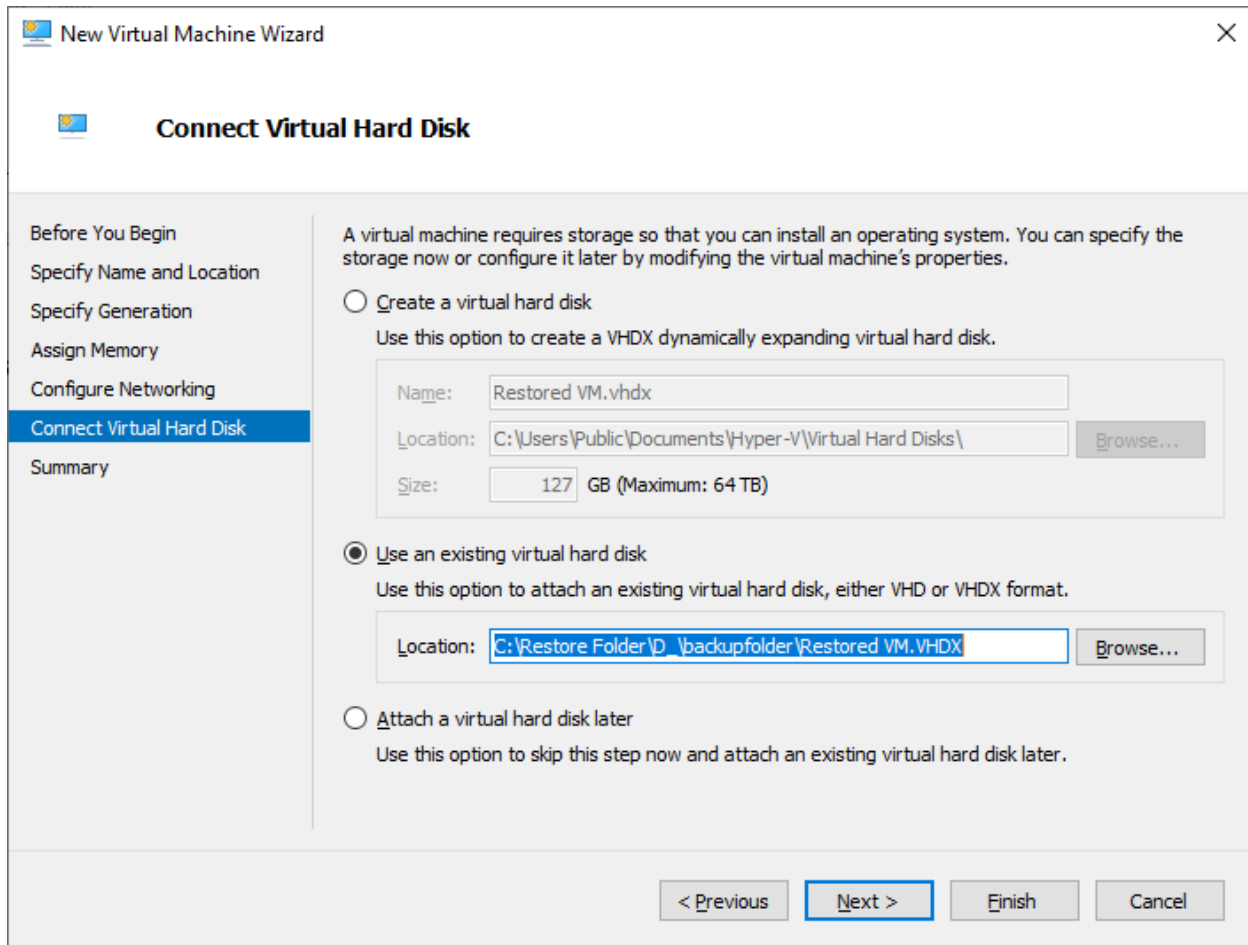 New Virtual Machine Wizard
Connect Virtual Hard Disk
Before You Begin
Specify Name and Location
Specify Generation
Assign Memory
Configure Networking
Connect Virtual Hard Disk
Summary
A virtual machine requires storage so that you can install an operating system. You can specify the
storage now or configure it later by modifying the virtual machine's properties.
Create a virtual hard disk
Use this option to create a VHDX dynamically expanding virtual hard disk.
Name: Restored VM.vhdx
Location: C:\Users\Public\Documents\Hyper-V\Virtual Hard Disks\ Browse...
Size: 127 GB (Maximum: 64 TB)
Use an existing virtual hard disk
Use this option to attach an existing virtual hard disk, either VHD or VHDX format.
Location: C:\Restore Folder\D_\backupfolder\Restored VM.VHDX Browse...
Attach a virtual hard disk later
Use this option to skip this step now and attach an existing virtual hard disk later.
< Previous Next > Finish Cancel